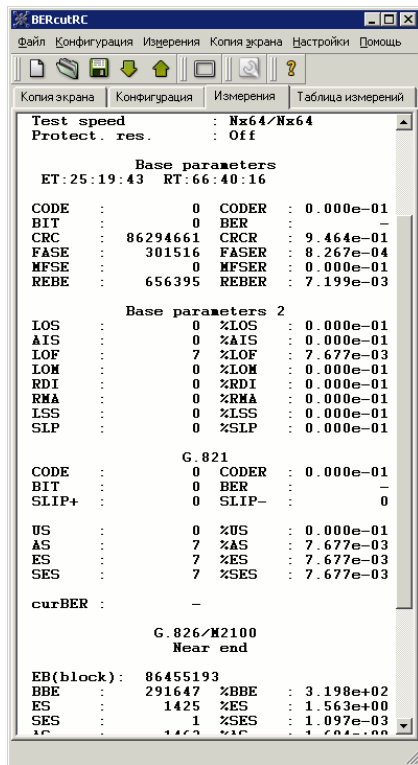 BERcutRC
Файл Конфигурация Измерения Копия экрана Настройки Помощь
Копия экрана Конфигурация Измерения Таблица измерений
Test speed : Nx64/Nx64
Protect. res. : Off
Base parameters
ET:25:19:43 RT:66:40:16
CODE : 0 CODER : 0.000e-01
BIT : 0 BER : -
CRC : 86294661 CRCR : 9.464e-01
FASE : 301516 FASER : 8.267e-04
MFSE : 0 MFSER : 0.000e-01
REBE : 656395 REBER : 7.199e-03
Base parameters 2
LOS : 0 %LOS : 0.000e-01
AIS : 0 %AIS : 0.000e-01
LOF : 7 %LOF : 7.677e-03
LOM : 0 %LOM : 0.000e-01
RDI : 0 %RDI : 0.000e-01
RMA : 0 %RMA : 0.000e-01
LSS : 0 %LSS : 0.000e-01
SLP : 0 %SLP : 0.000e-01
G.821
CODE : 0 CODER : 0.000e-01
BIT : 0 BER : -
SLIP+ : 0 SLIP- : 0
US : 0 %US : 0.000e-01
AS : 7 %AS : 7.677e-03
ES : 7 %ES : 7.677e-03
SES : 7 %SES : 7.677e-03
curBER : -
G.826/M2100
Near end
EB(block): 86455193
BBE : 291647 %BBE : 3.198e+02
ES : 1425 %ES : 1.563e+00
SES : 1 %SES : 1.097e-03